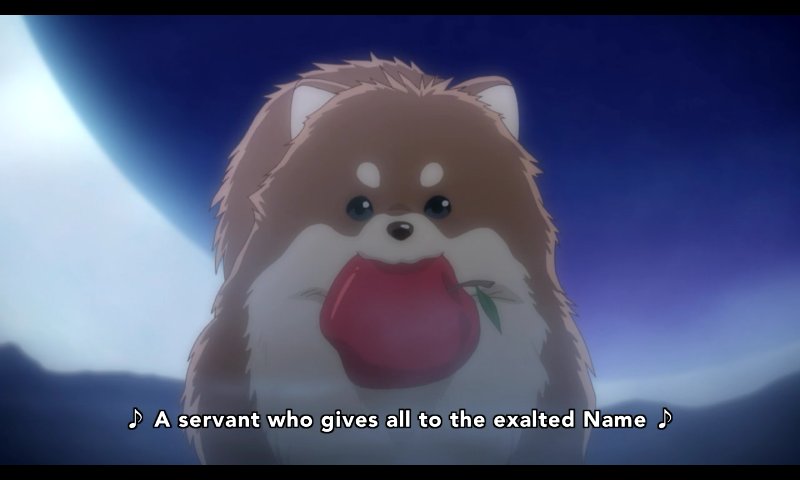 ♪ A servant who gives all to the exalted Name ♪